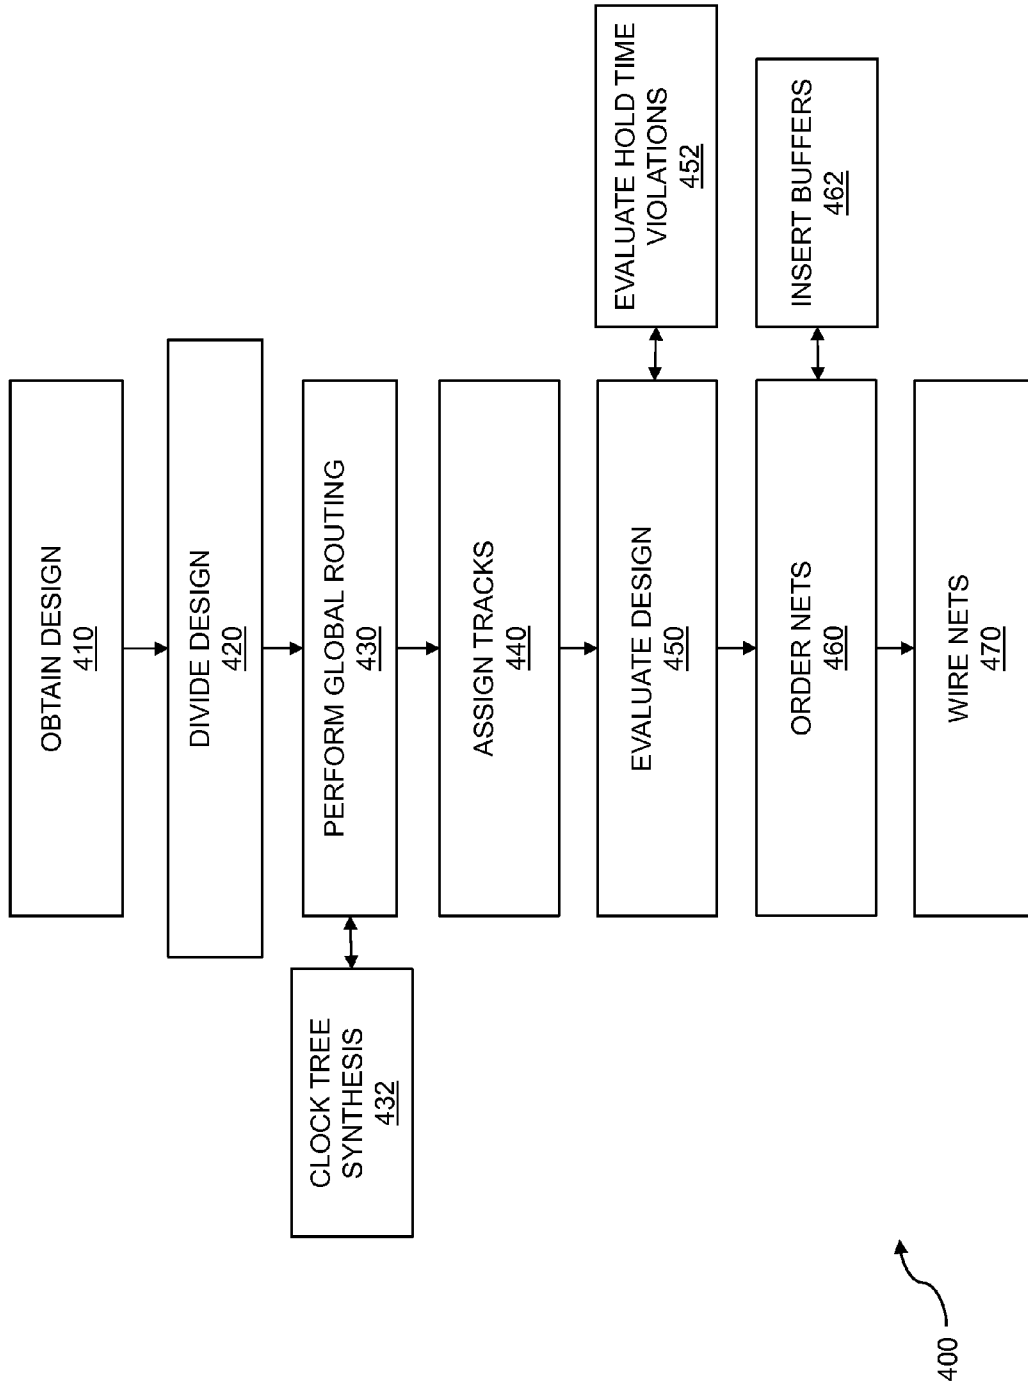 OBTAIN DESIGN
410
DIVIDE DESIGN
420
CLOCK TREE
SYNTHESIS
432
PERFORM GLOBAL ROUTING
430
ASSIGN TRACKS
440
EVALUATE DESIGN
450
EVALUATE HOLD TIME
VIOLATIONS
452
ORDER NETS
460
INSERT BUFFERS
462
WIRE NETS
470
400